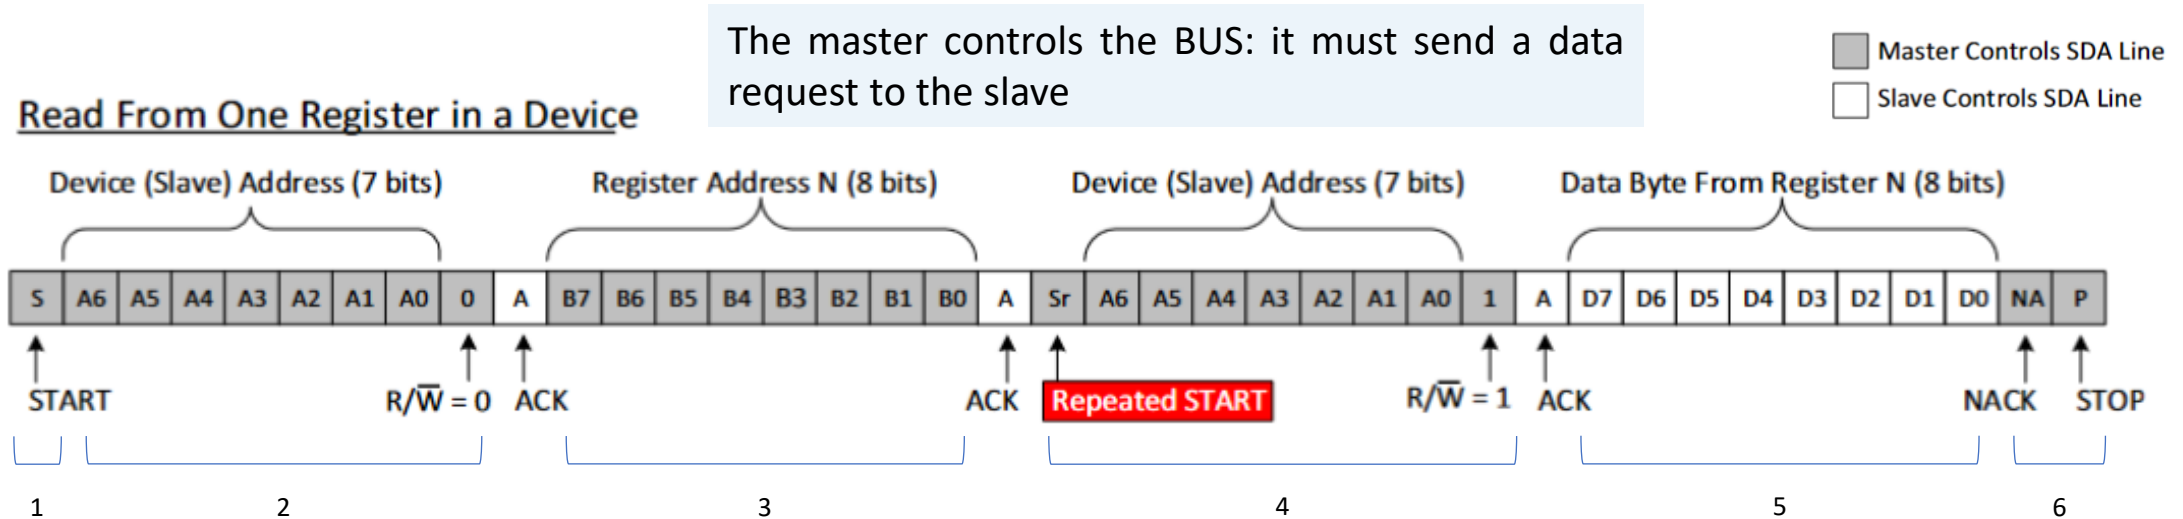 The master controls the BUS: it must send a data
request to the slave
Master Controls SDA Line
Slave Controls SDA Line
Read From One Register in a Device
Device (Slave) Address (7 bits) Register Address N (8 bits) Device (Slave) Address (7 bits) Data Byte From Register N (8 bits)
S A6 A5 A4 A3 A2 A1 A0 0 A B7 B6 B5 B4 B3 B2 B1 B0 A Sr A6 A5 A4 A3 A2 A1 A0 1 A D7 D6 D5 D4 D3 D2 D1 D0 NA P
START R/W̅ = 0 ACK ACK Repeated START R/W̅ = 1 ACK NACK STOP
1 2 3 4 5 6